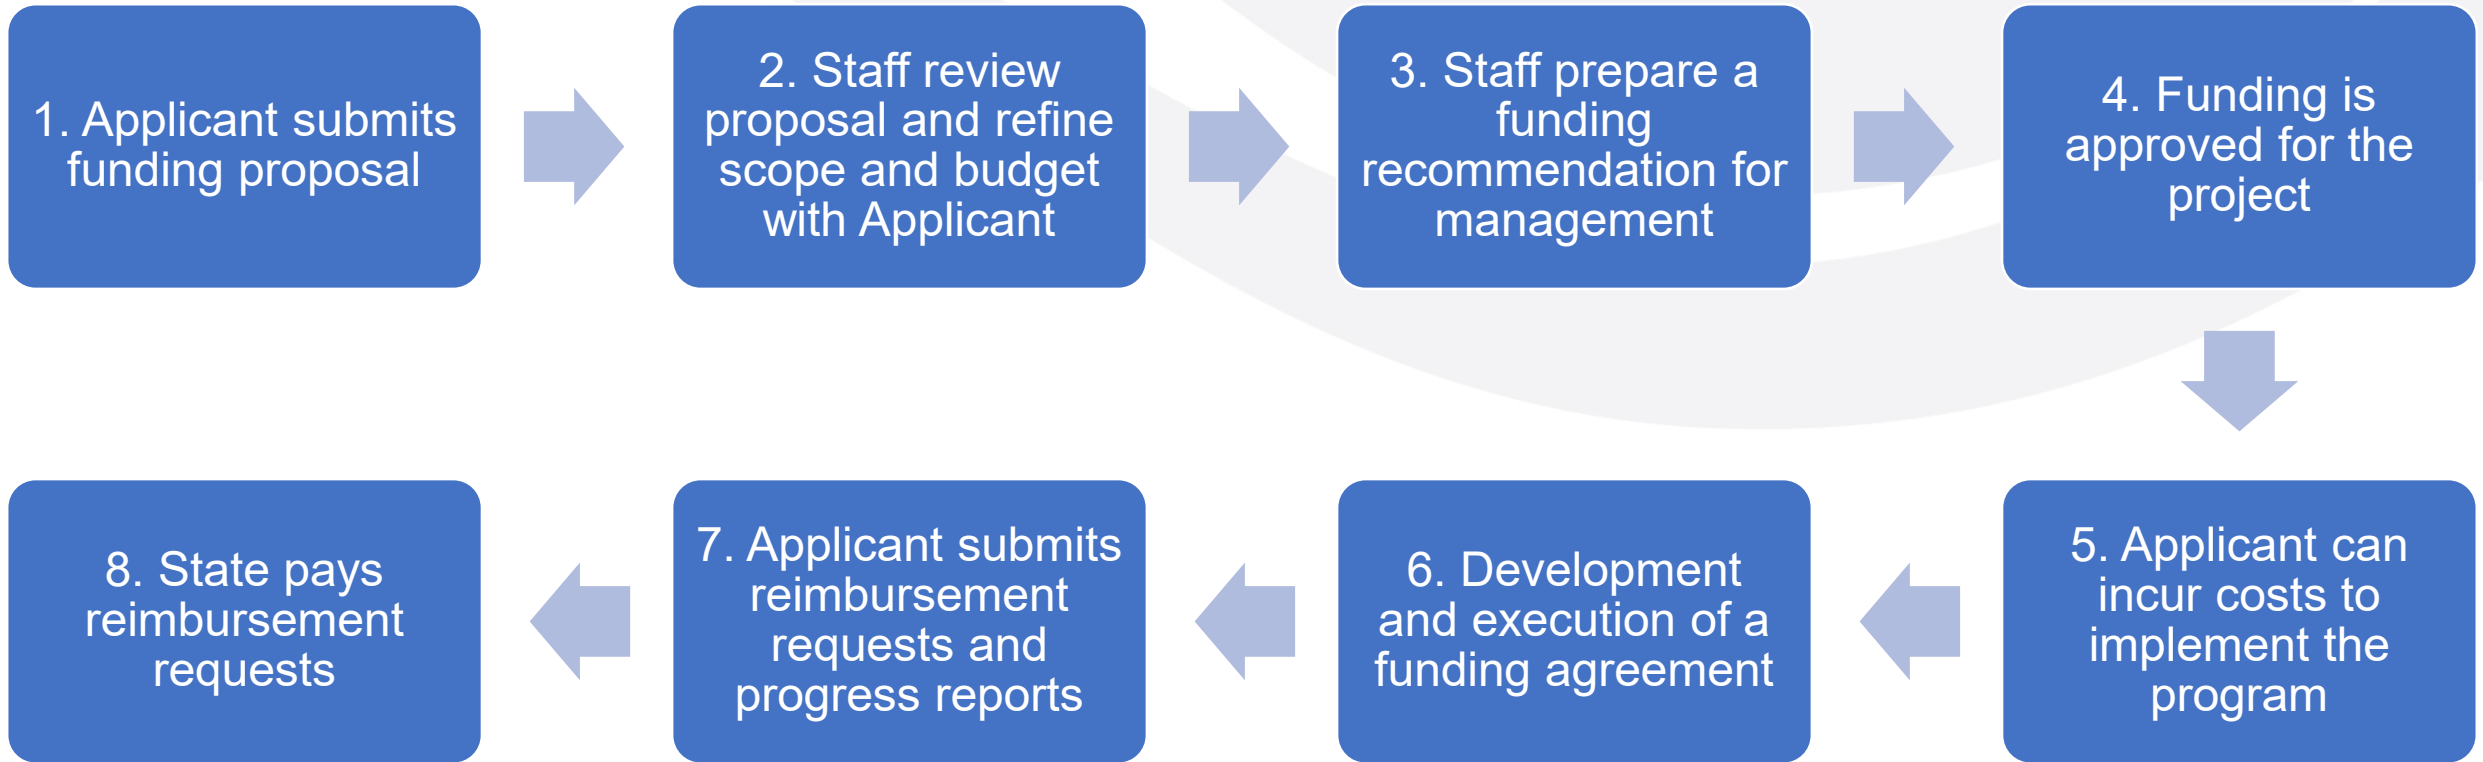 1. Applicant submits
funding proposal
2. Staff review
proposal and refine
scope and budget
with Applicant
3. Staff prepare a
funding
recommendation for
management
4. Funding is
approved for the
project
5. Applicant can
incur costs to
implement the
program
6. Development
and execution of a
funding agreement
7. Applicant submits
reimbursement
requests and
progress reports
8. State pays
reimbursement
requests